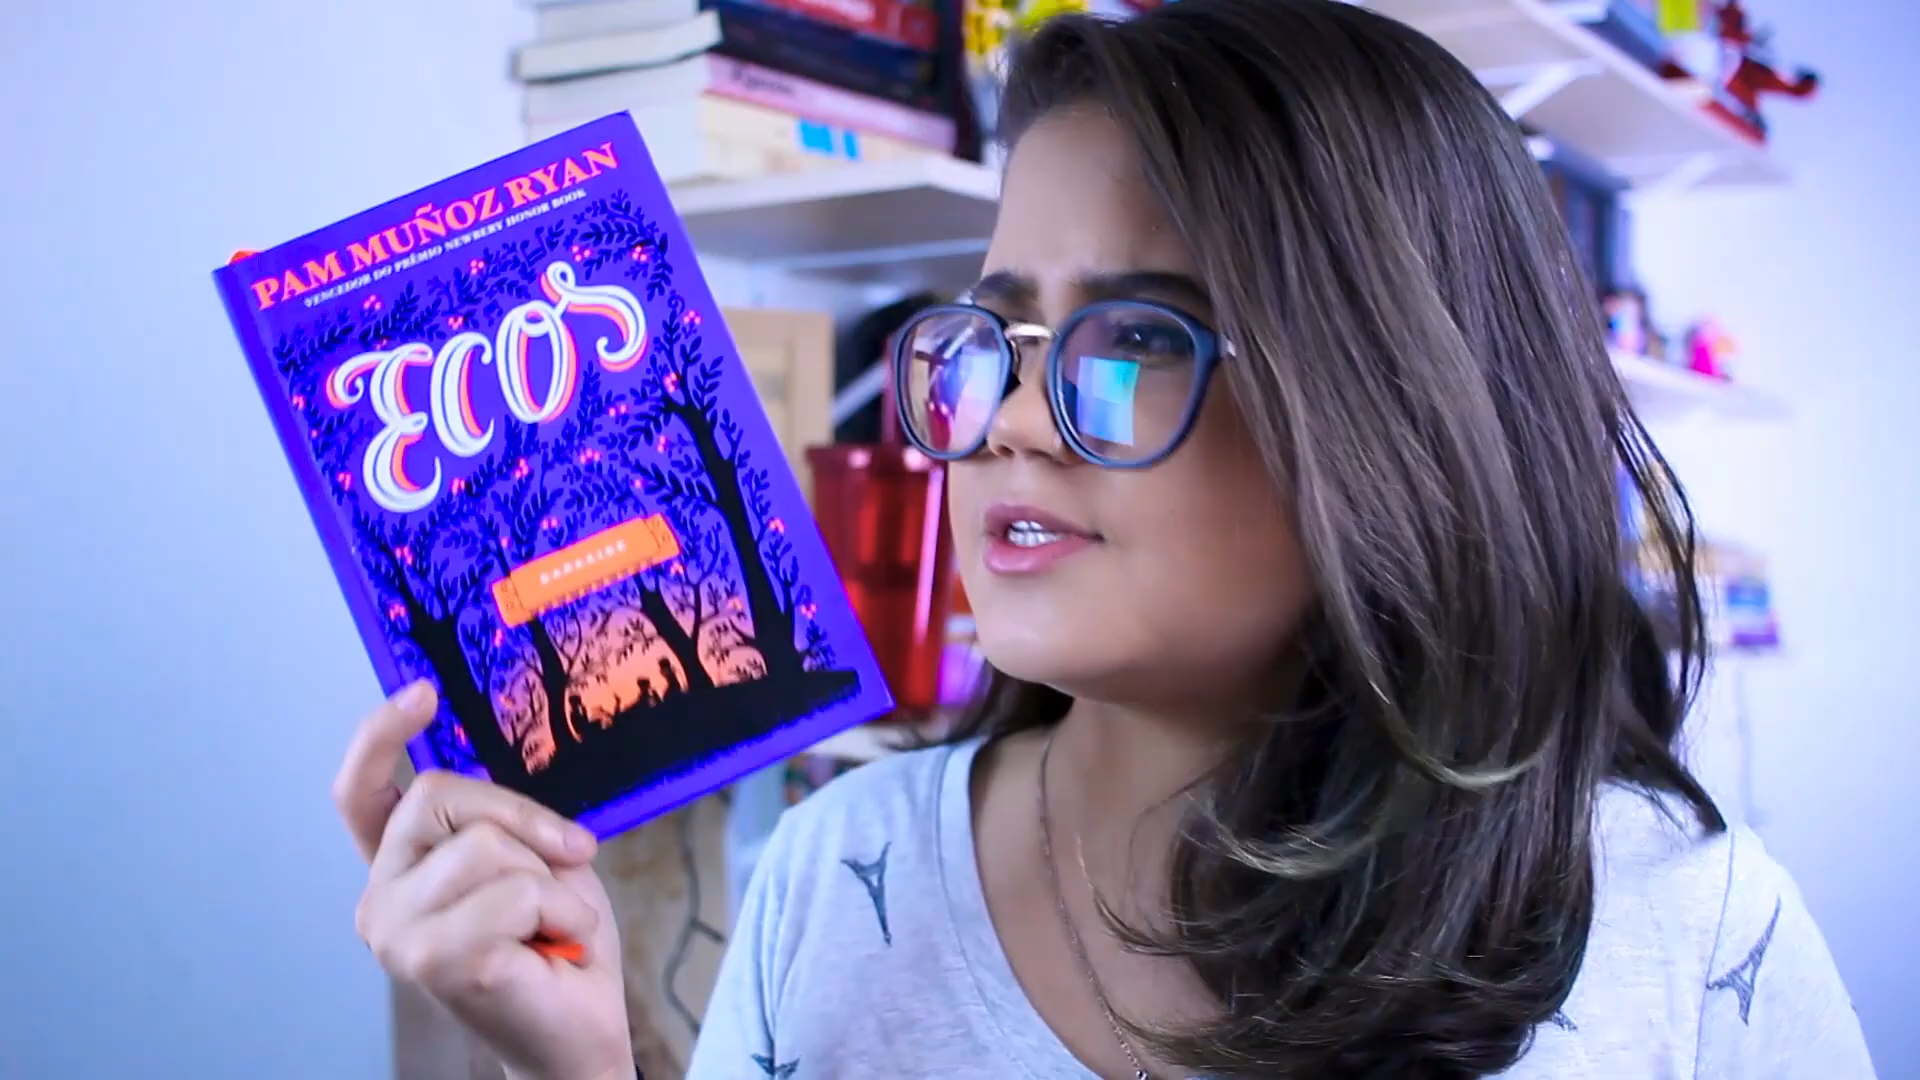 PAM MUÑOZ RYAN
VENCEDOR DO PRÊMIO NEWBERY HONOR BOOK
ECOS
DARKSIDE